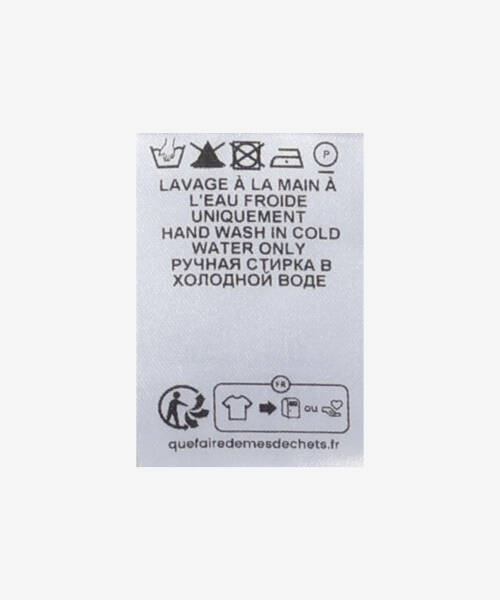 P
LAVAGE À LA MAIN À
L'EAU FROIDE
UNIQUEMENT
HAND WASH IN COLD
WATER ONLY
РУЧНАЯ СТИРКА В
ХОЛОДНОЙ ВОДЕ
FR
ou
quefairedemesdechets.fr